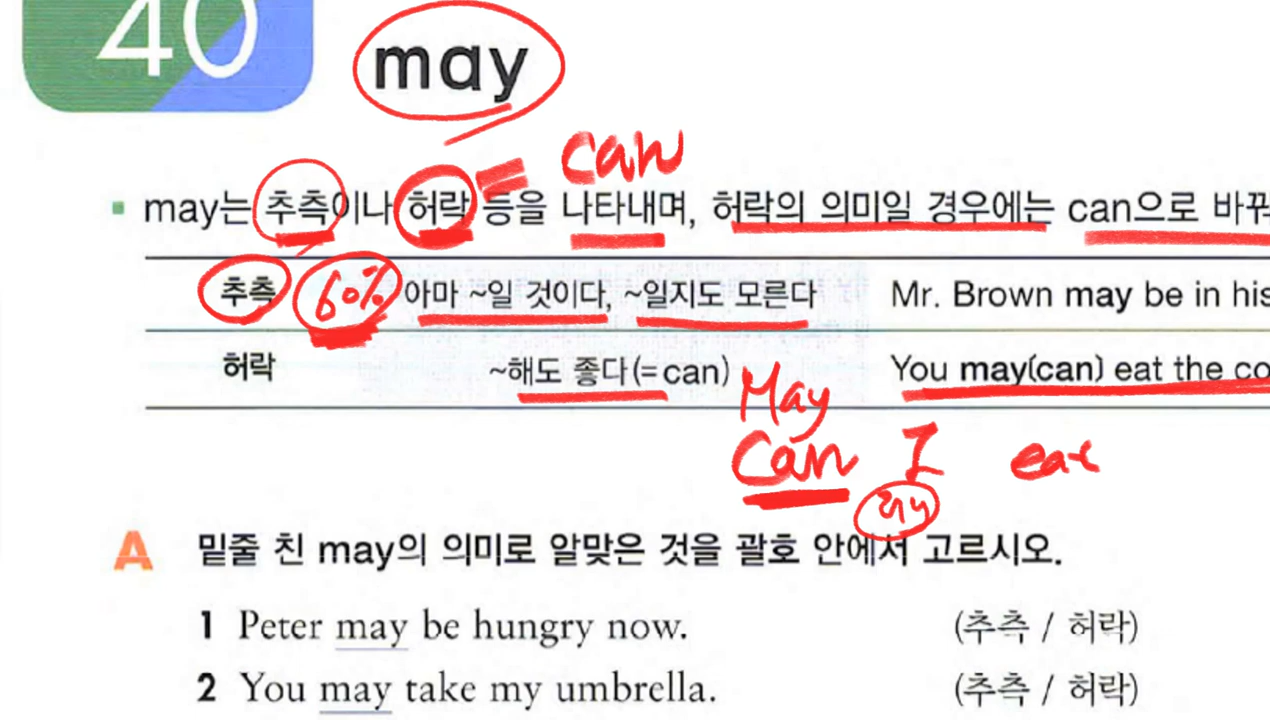 40
may
can
may는 추측이나 허락 등을 나타내며, 허락의 의미일 경우에는 can으로 바꿔
추측 60% 아마 ~일 것이다, ~일지도 모른다 Mr. Brown may be in his
허락 ~해도 좋다(=can) You may(can) eat the co
May
Can I eat
A 밑줄 친 may의 의미로 알맞은 것을 괄호 안에서 고르시오.
1 Peter may be hungry now. (추측 / 허락)
2 You may take my umbrella. (추측 / 허락)